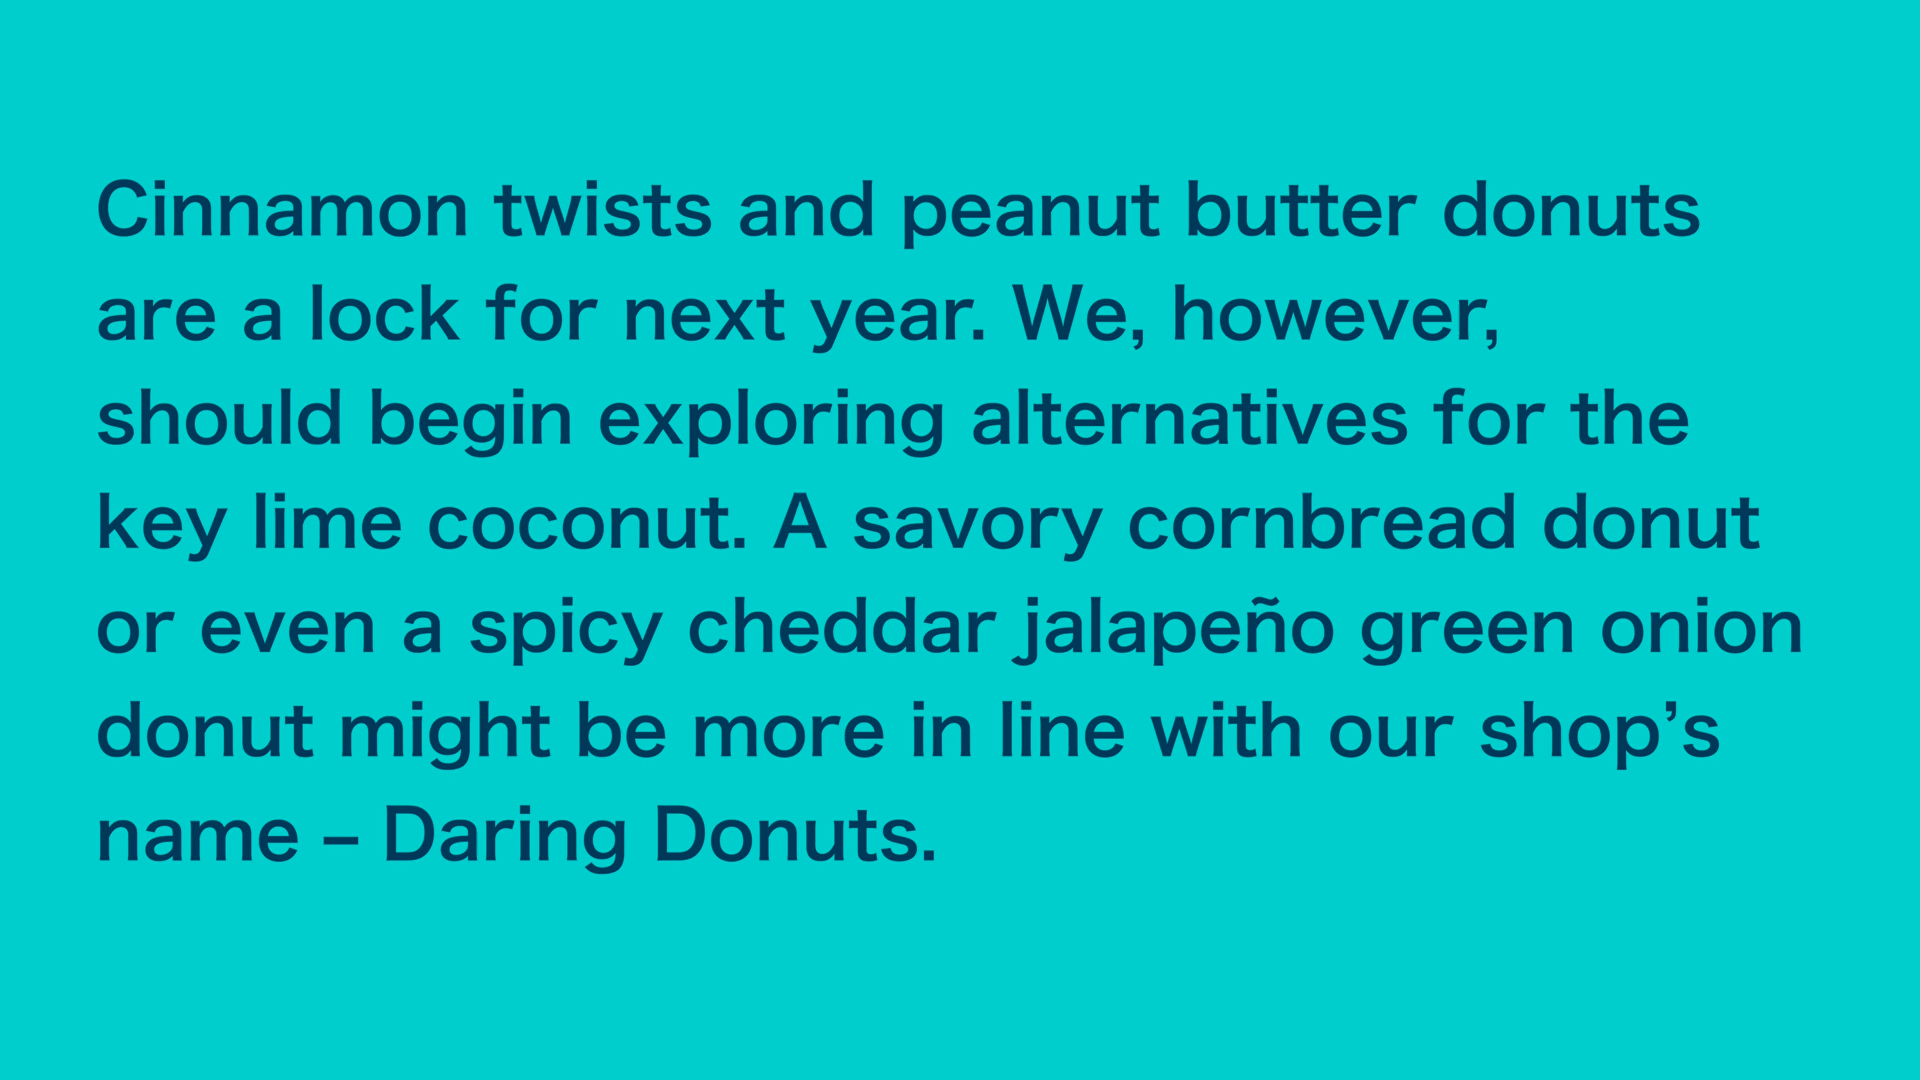 Cinnamon twists and peanut butter donuts
are a lock for next year. We, however,
should begin exploring alternatives for the
key lime coconut. A savory cornbread donut
or even a spicy cheddar jalapeño green onion
donut might be more in line with our shop’s
name – Daring Donuts.